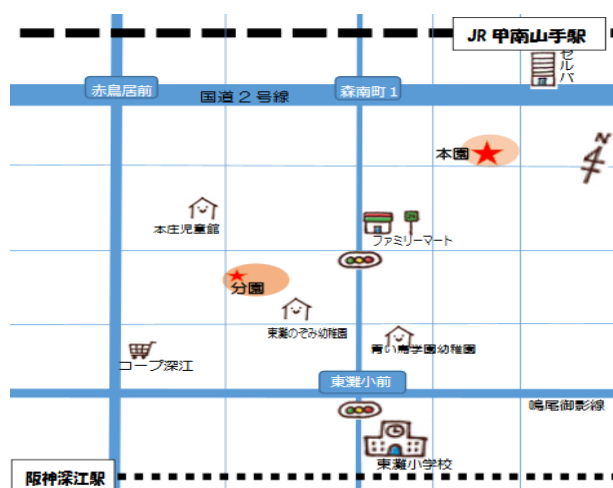 JR 甲南山手駅
セルバ
赤鳥居前
国道２号線
森南町１
N
本園
本庄児童館
ファミリーマート
分園
東灘のぞみ幼稚園
青い鳥学園幼稚園
コープ深江
東灘小前
鳴尾御影線
東灘小学校
阪神深江駅